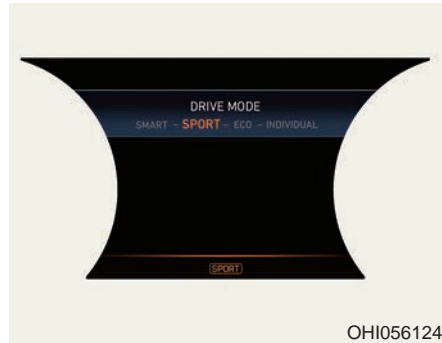 DRIVE MODE
SMART – SPORT – ECO – INDIVIDUAL
SPORT
OHI056124